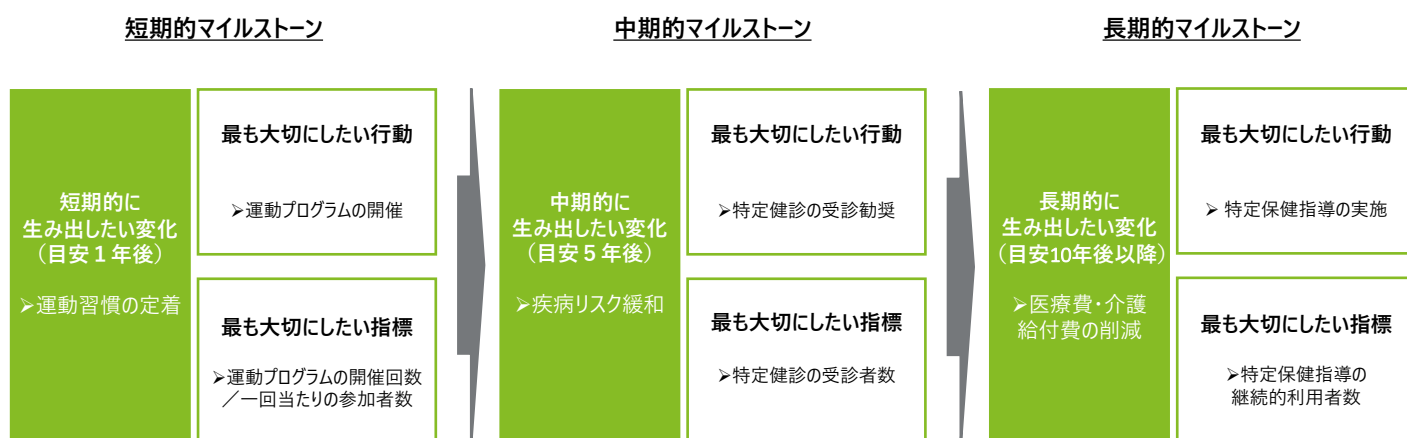 短期的マイルストーン
中期的マイルストーン
長期的マイルストーン
短期的に
生み出したい変化
（目安１年後）
➢運動習慣の定着
最も大切にしたい行動
➢運動プログラムの開催
最も大切にしたい指標
➢運動プログラムの開催回数
／一回当たりの参加者数
中期的に
生み出したい変化
（目安５年後）
➢疾病リスク緩和
最も大切にしたい行動
➢特定健診の受診勧奨
最も大切にしたい指標
➢特定健診の受診者数
長期的に
生み出したい変化
（目安10年後以降）
➢医療費・介護
給付費の削減
最も大切にしたい行動
➢ 特定保健指導の実施
最も大切にしたい指標
➢特定保健指導の
継続的利用者数